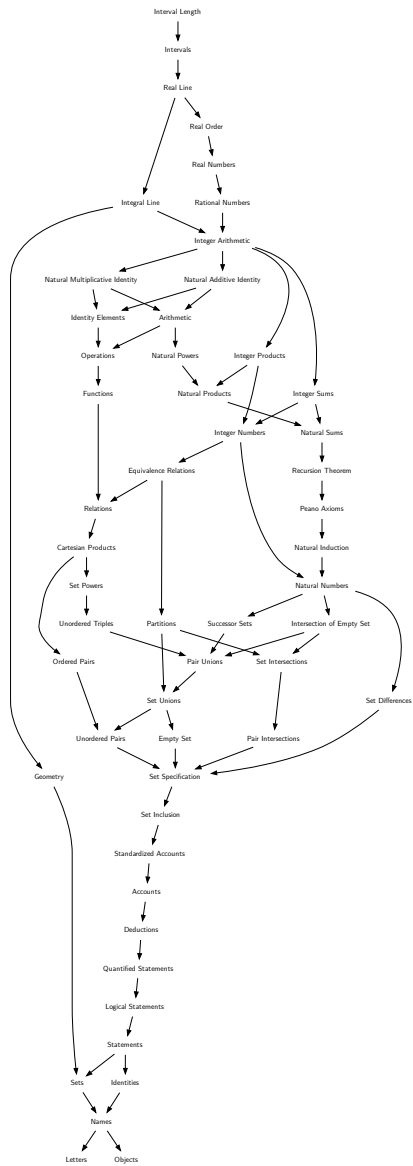 Interval Length
Intervals
Real Line
Real Order
Real Numbers
Integral Line Rational Numbers
Integer Arithmetic
Natural Multiplicative Identity Natural Additive Identity
Identity Elements Arithmetic
Operations Natural Powers Integer Products
Functions Natural Products Integer Sums
Integer Numbers Natural Sums
Equivalence Relations Recursion Theorem
Relations Peano Axioms
Cartesian Products Natural Induction
Set Powers Natural Numbers
Unordered Triples Partitions Successor Sets Intersection of Empty Set
Ordered Pairs Pair Unions Set Intersections
Set Unions Set Differences
Unordered Pairs Empty Set Pair Intersections
Geometry Set Specification
Set Inclusion
Standardized Accounts
Accounts
Deductions
Quantified Statements
Logical Statements
Statements
Sets Identities
Names
Letters Objects